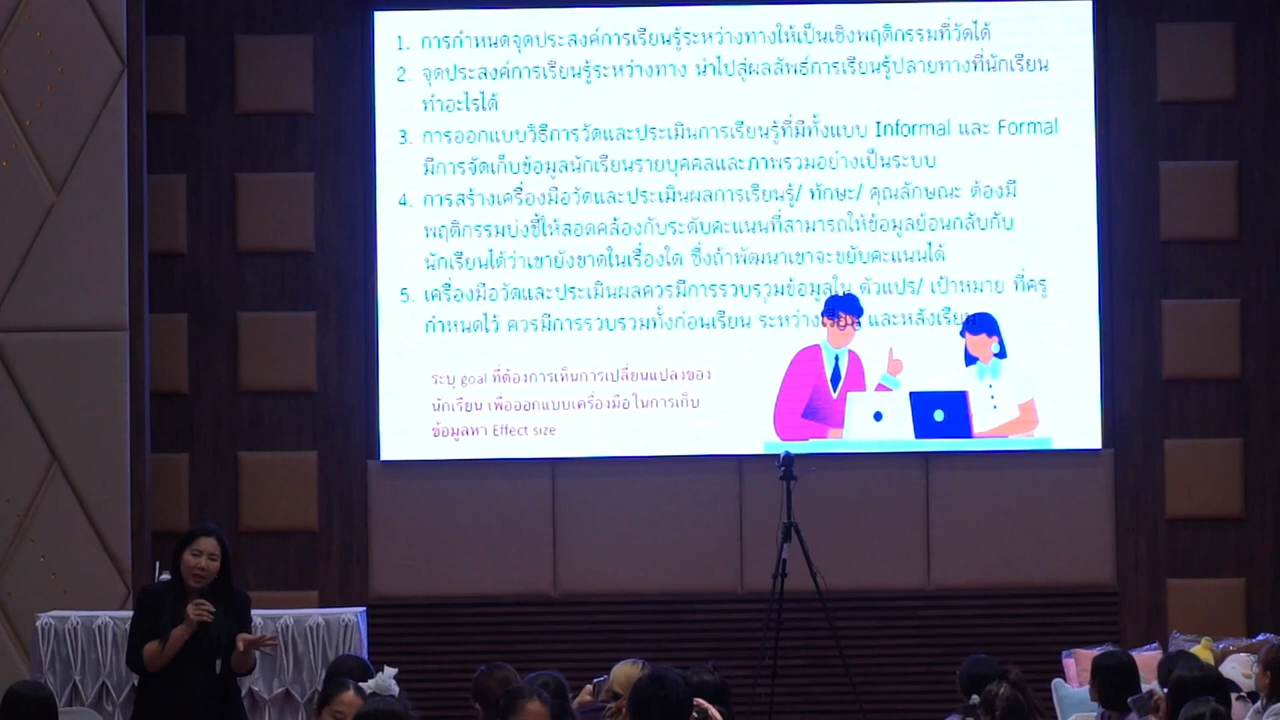 1. การกำหนดจุดประสงค์การเรียนรู้ระหว่างทางให้เป็นเชิงพฤติกรรมที่วัดได้
2. จุดประสงค์การเรียนรู้ระหว่างทาง นำไปสู่ผลลัพธ์การเรียนรู้ปลายทางที่นักเรียน
ทำอะไรได้
3. การออกแบบวิธีการวัดและประเมินการเรียนรู้ที่มีทั้งแบบ Informal และ Formal
มีการจัดเก็บข้อมูลนักเรียนรายบุคคลและภาพรวมอย่างเป็นระบบ
4. การสร้างเครื่องมือวัดและประเมินผลการเรียนรู้/ ทักษะ/ คุณลักษณะ ต้องมี
พฤติกรรมบ่งชี้ให้สอดคล้องกับระดับคะแนนที่สามารถให้ข้อมูลย้อนกลับกับ
นักเรียนได้ว่าเขายังขาดในเรื่องใด ซึ่งถ้าพัฒนาเขาจะขยับคะแนนได้
5. เครื่องมือวัดและประเมินผลควรมีการรวบรวมข้อมูลใน ตัวแปร/ เป้าหมาย ที่ครู
กำหนดไว้ ควรมีการรวบรวมทั้งก่อนเรียน ระหว่างเรียน และหลังเรียน
ระบุ goal ที่ต้องการเห็นการเปลี่ยนแปลงของ
นักเรียน เพื่อออกแบบเครื่องมือในการเก็บ
ข้อมูลหา Effect size